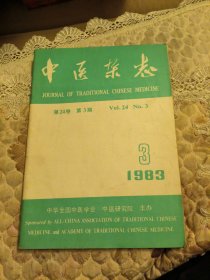 中医杂志
JOURNAL OF TRADITIONAL CHINESE MEDICINE
第24卷 第3期 Vol. 24 No. 3
3
1983
中华全国中医学会 中医研究院 主办
Sponsored by ALL-CHINA ASSOCIATION OF TRADITIONAL CHINESE
MEDICINE and ACADEMY OF TRADITIONAL CHINESE MEDICINE